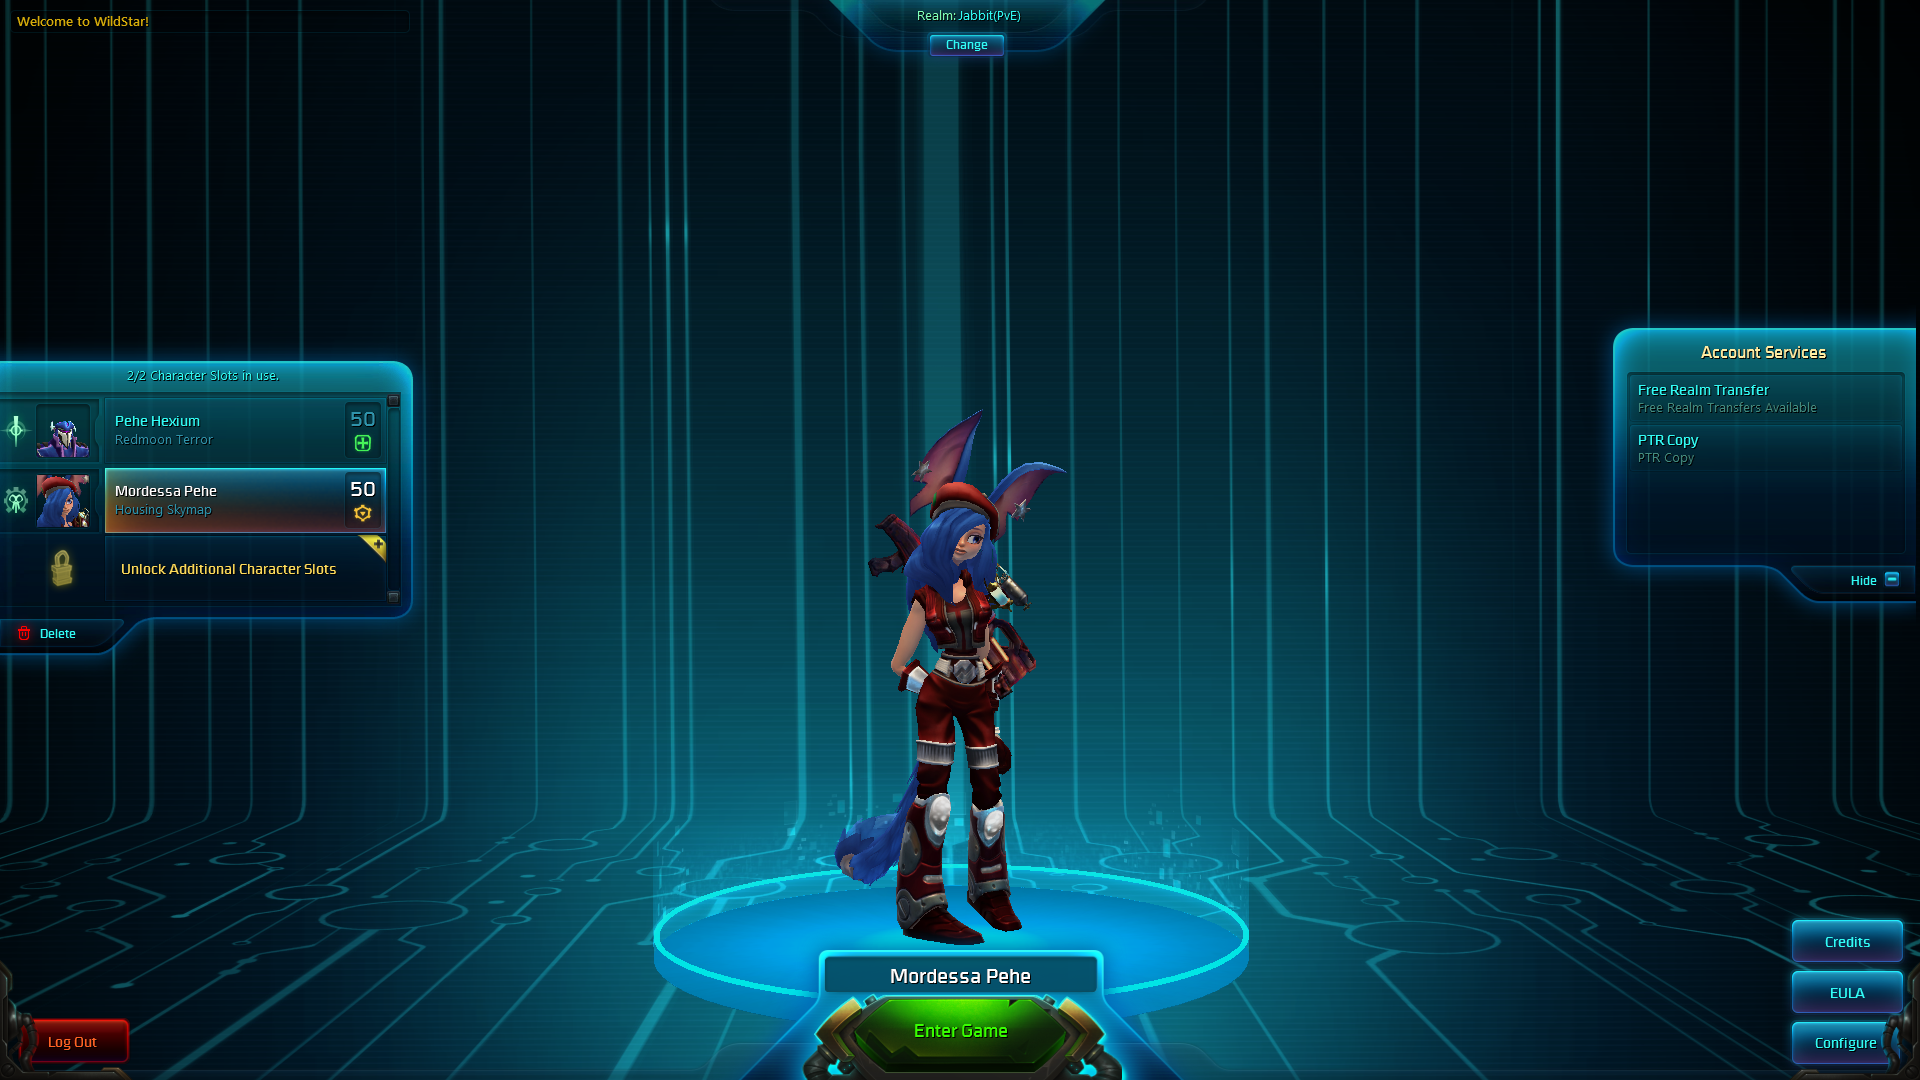 Welcome to WildStar!
Realm: Jabbit(PvE)
Change
2/2 Character Slots in use.
Pehe Hexium
50
Redmoon Terror
Mordessa Pehe
50
Housing Skymap
Unlock Additional Character Slots
Delete
Account Services
Free Realm Transfer
Free Realm Transfers Available
PTR Copy
PTR Copy
Hide
Mordessa Pehe
Enter Game
Log Out
Credits
EULA
Configure